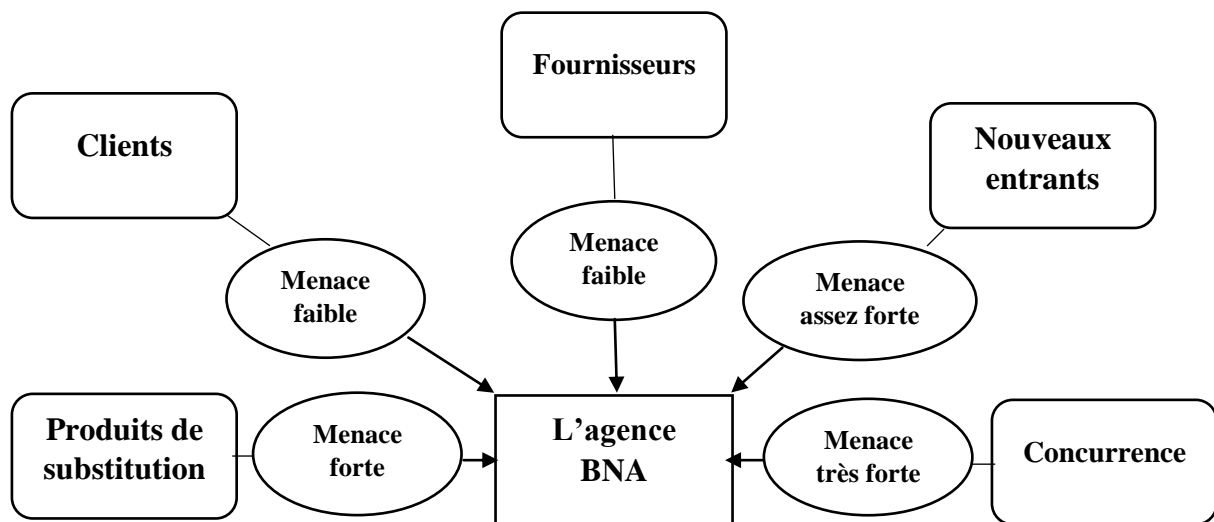 Fournisseurs
Clients
Nouveaux
entrants
Menace
faible
Menace
faible
Menace
assez forte
Produits de
substitution
Menace
forte
L’agence
BNA
Menace
très forte
Concurrence